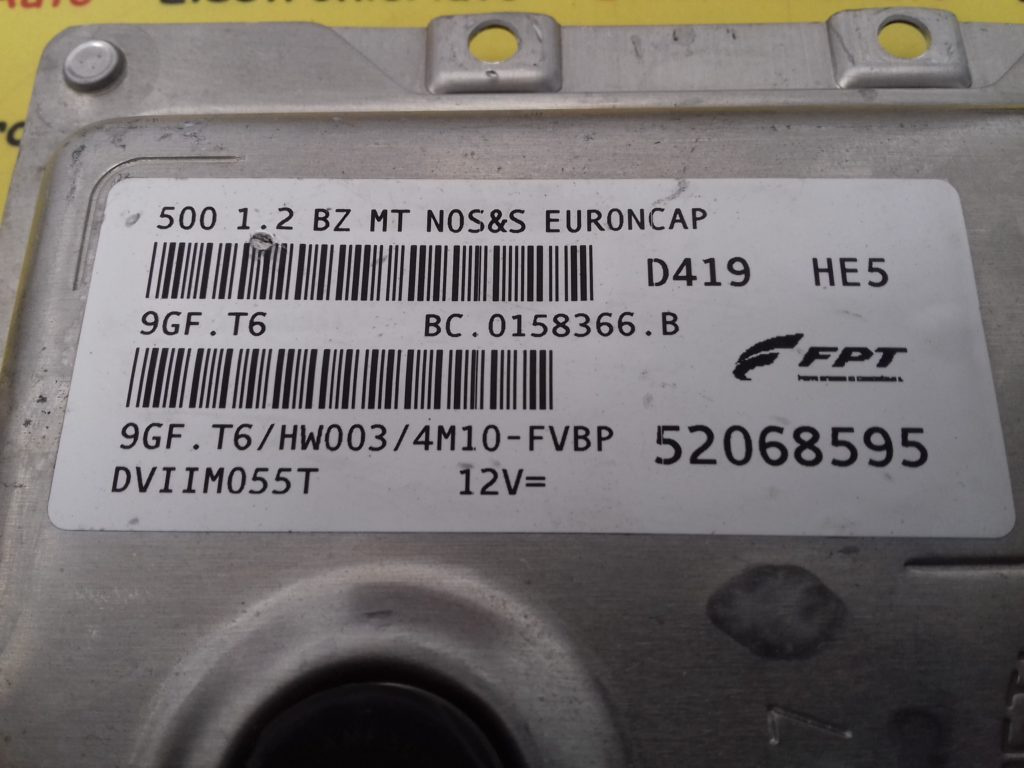 500 1.2 BZ MT NOS&S EURONCAP
D419 HE5
9GF.T6 BC.0158366.B
FPT
9GF.T6/HW003/4M10-FVBP 52068595
DVIIM055T 12V=